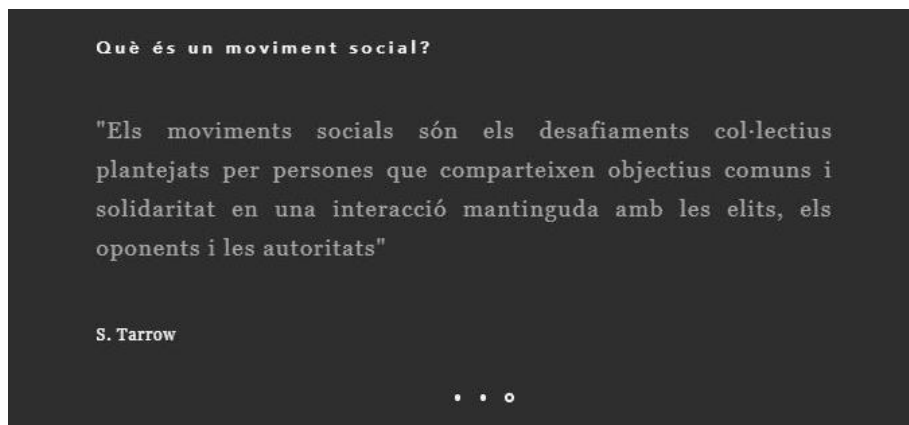 Què és un moviment social?
"Els moviments socials són els desafiaments col·lectius
plantejats per persones que comparteixen objectius comuns i
solidaritat en una interacció mantinguda amb les elits, els
oponents i les autoritats"
S. Tarrow